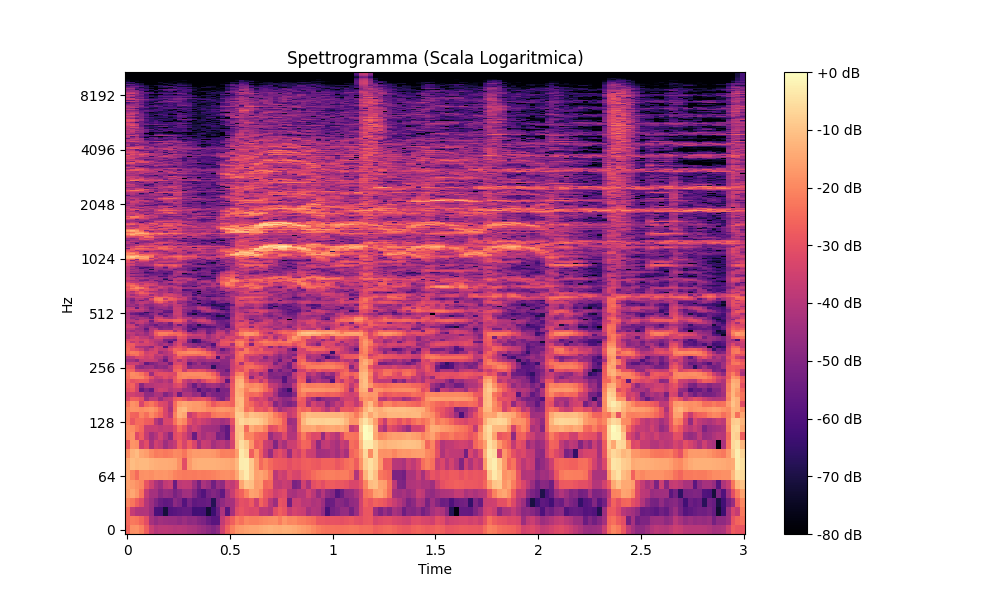 Spettrogramma (Scala Logaritmica)
Hz
8192
4096
2048
1024
512
256
128
64
0
0 0.5 1 1.5 2 2.5 3
Time
+0 dB
-10 dB
-20 dB
-30 dB
-40 dB
-50 dB
-60 dB
-70 dB
-80 dB